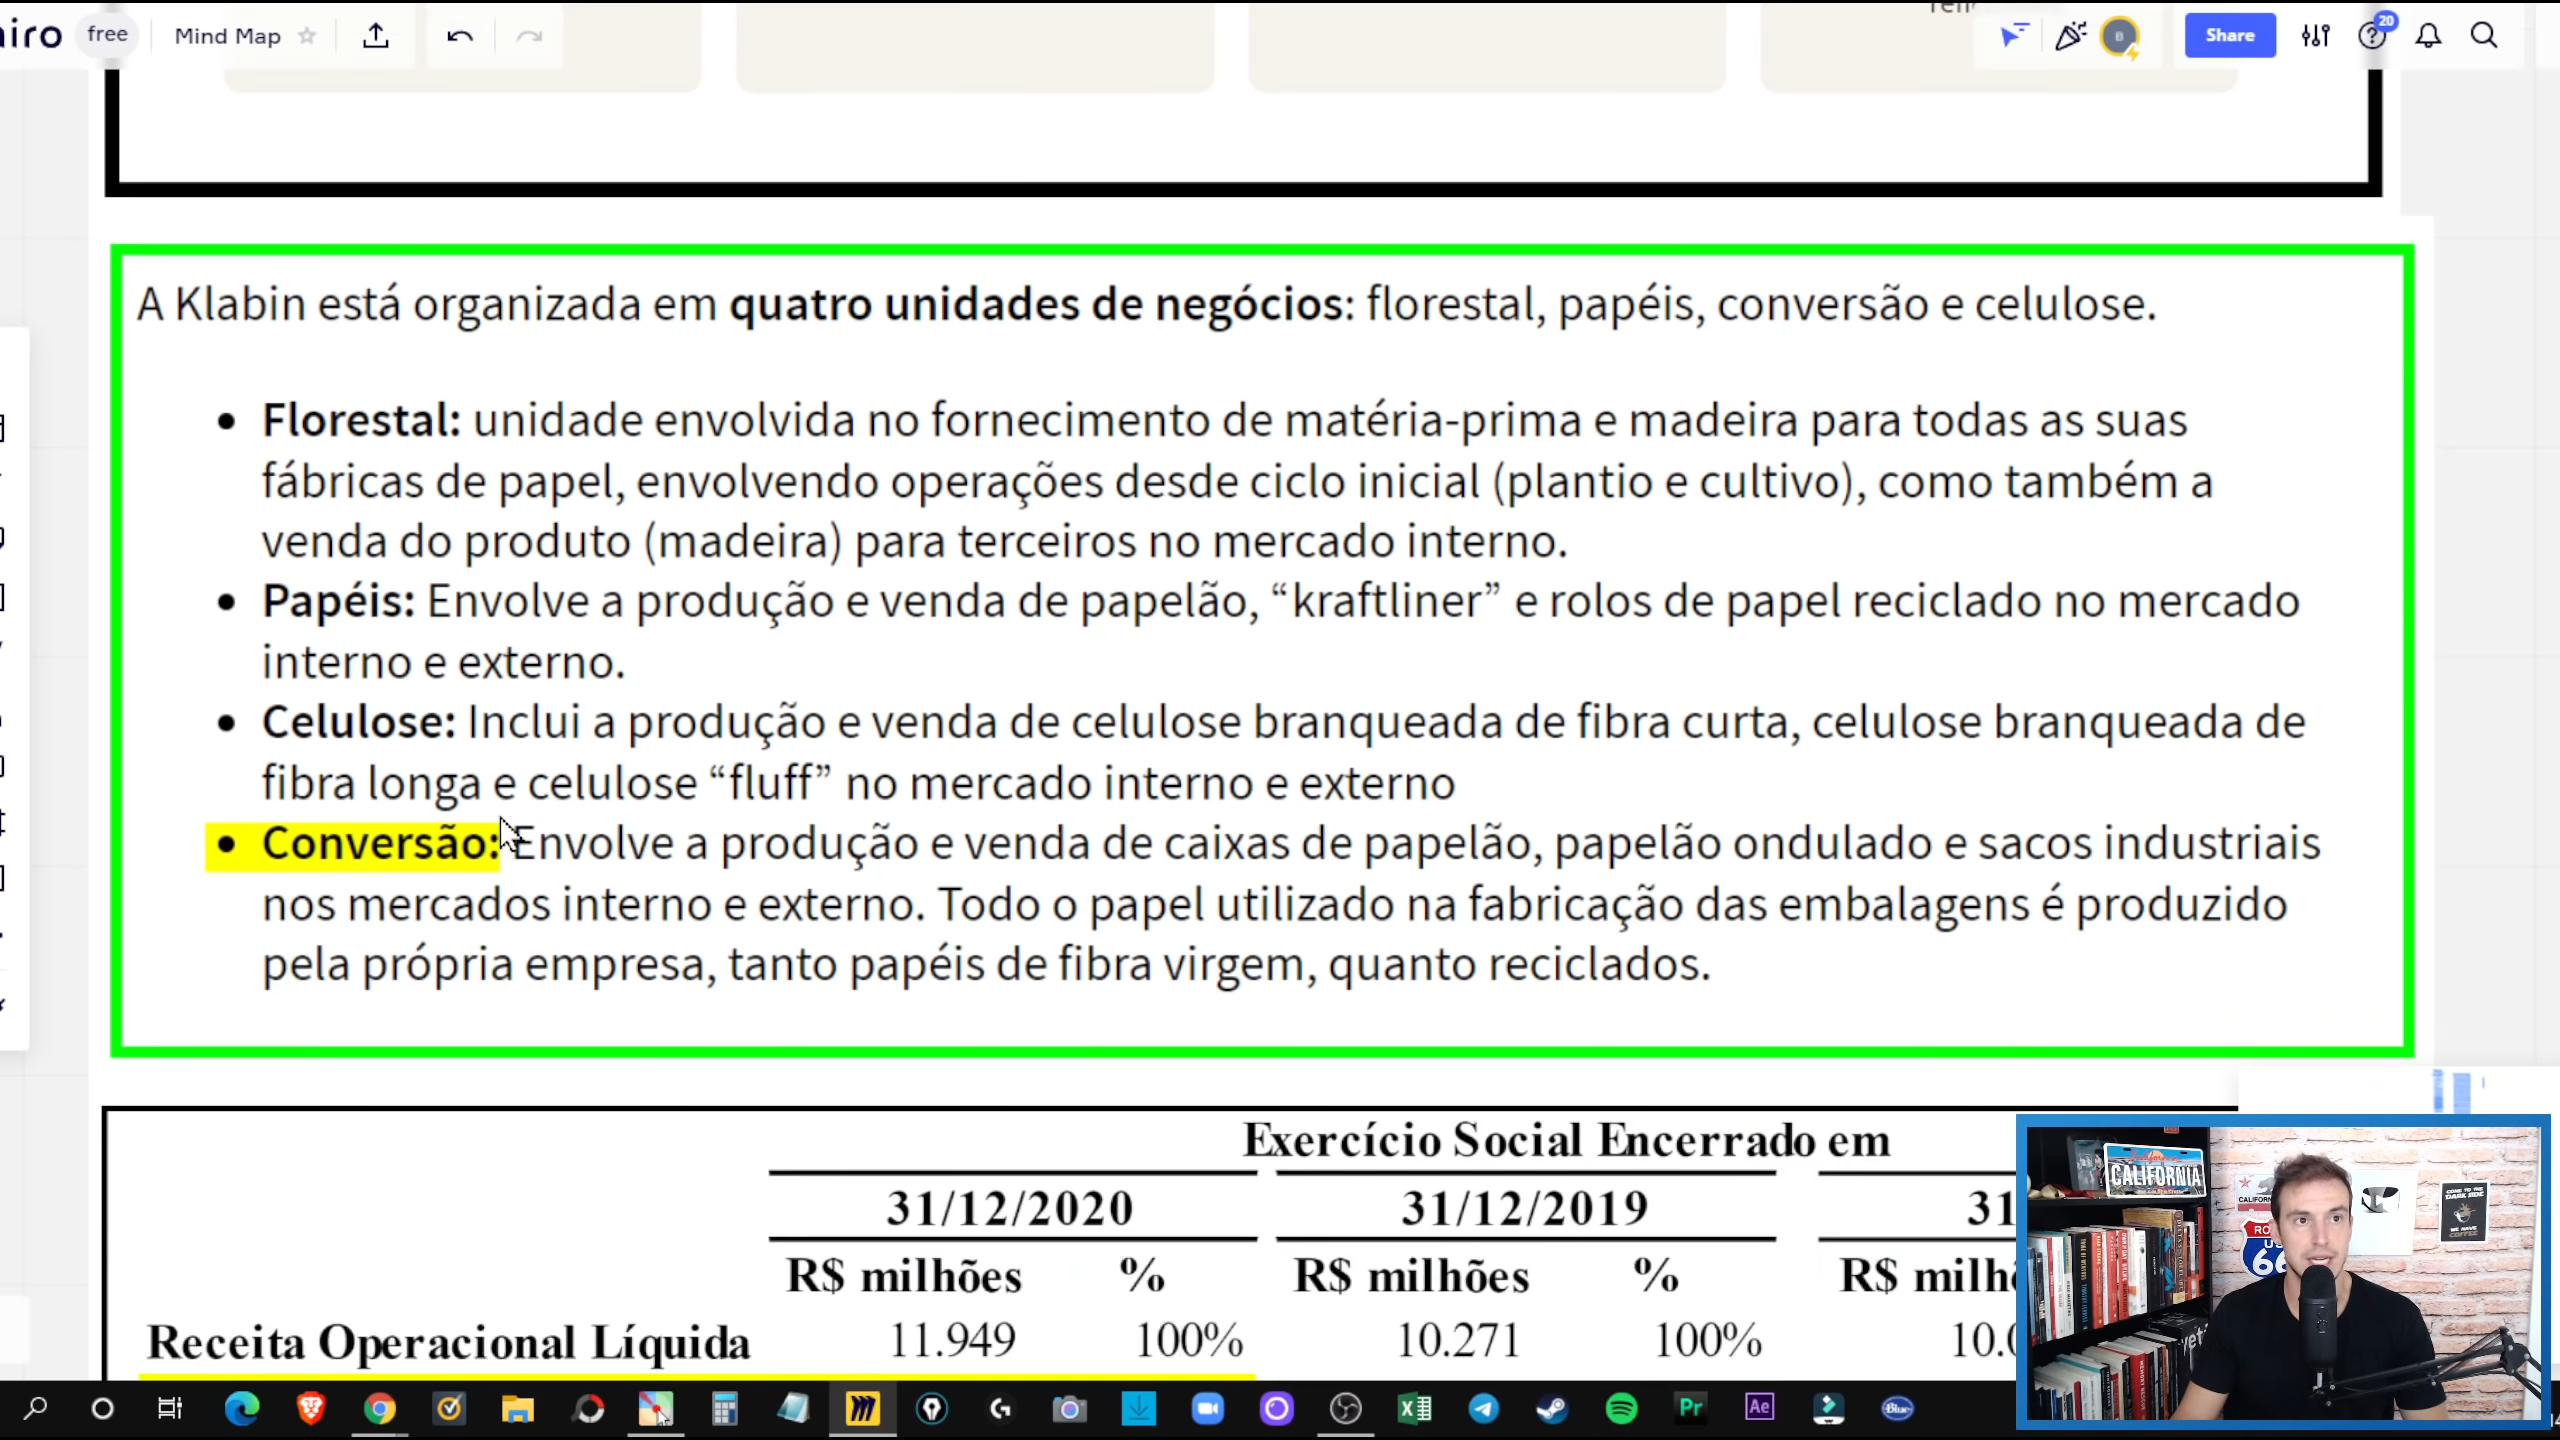 free
Mind Map
20
Share
A Klabin está organizada em quatro unidades de negócios: florestal, papéis, conversão e celulose.
• Florestal: unidade envolvida no fornecimento de matéria-prima e madeira para todas as suas
fábricas de papel, envolvendo operações desde ciclo inicial (plantio e cultivo), como também a
venda do produto (madeira) para terceiros no mercado interno.
• Papéis: Envolve a produção e venda de papelão, “kraftliner” e rolos de papel reciclado no mercado
interno e externo.
• Celulose: Inclui a produção e venda de celulose branqueada de fibra curta, celulose branqueada de
fibra longa e celulose “fluff” no mercado interno e externo
• Conversão: Envolve a produção e venda de caixas de papelão, papelão ondulado e sacos industriais
nos mercados interno e externo. Todo o papel utilizado na fabricação das embalagens é produzido
pela própria empresa, tanto papéis de fibra virgem, quanto reciclados.
Exercício Social Encerrado em
31/12/2020 31/12/2019 31
R$ milhões % R$ milhões % R$
Receita Operacional Líquida 11.949 100% 10.271 100%
CALIFORNIA
Pr
Ae